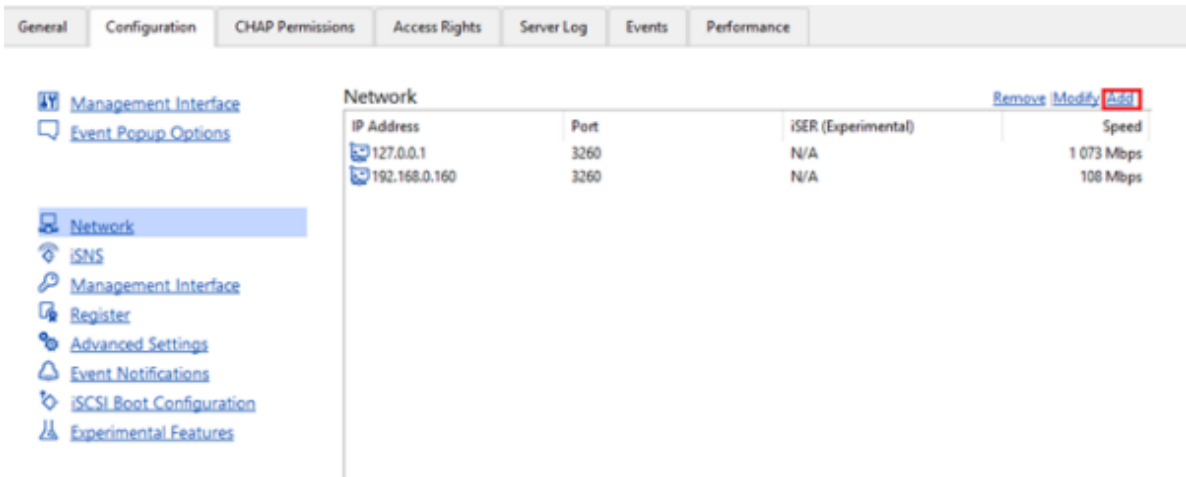 General Configuration CHAP Permissions Access Rights Server Log Events Performance
Management Interface
Event Popup Options
Network
iSNS
Management Interface
Register
Advanced Settings
Event Notifications
iSCSI Boot Configuration
Experimental Features
Network Remove |Modify |Add
IP Address Port iSER (Experimental) Speed
127.0.0.1 3260 N/A 1 073 Mbps
192.168.0.160 3260 N/A 108 Mbps